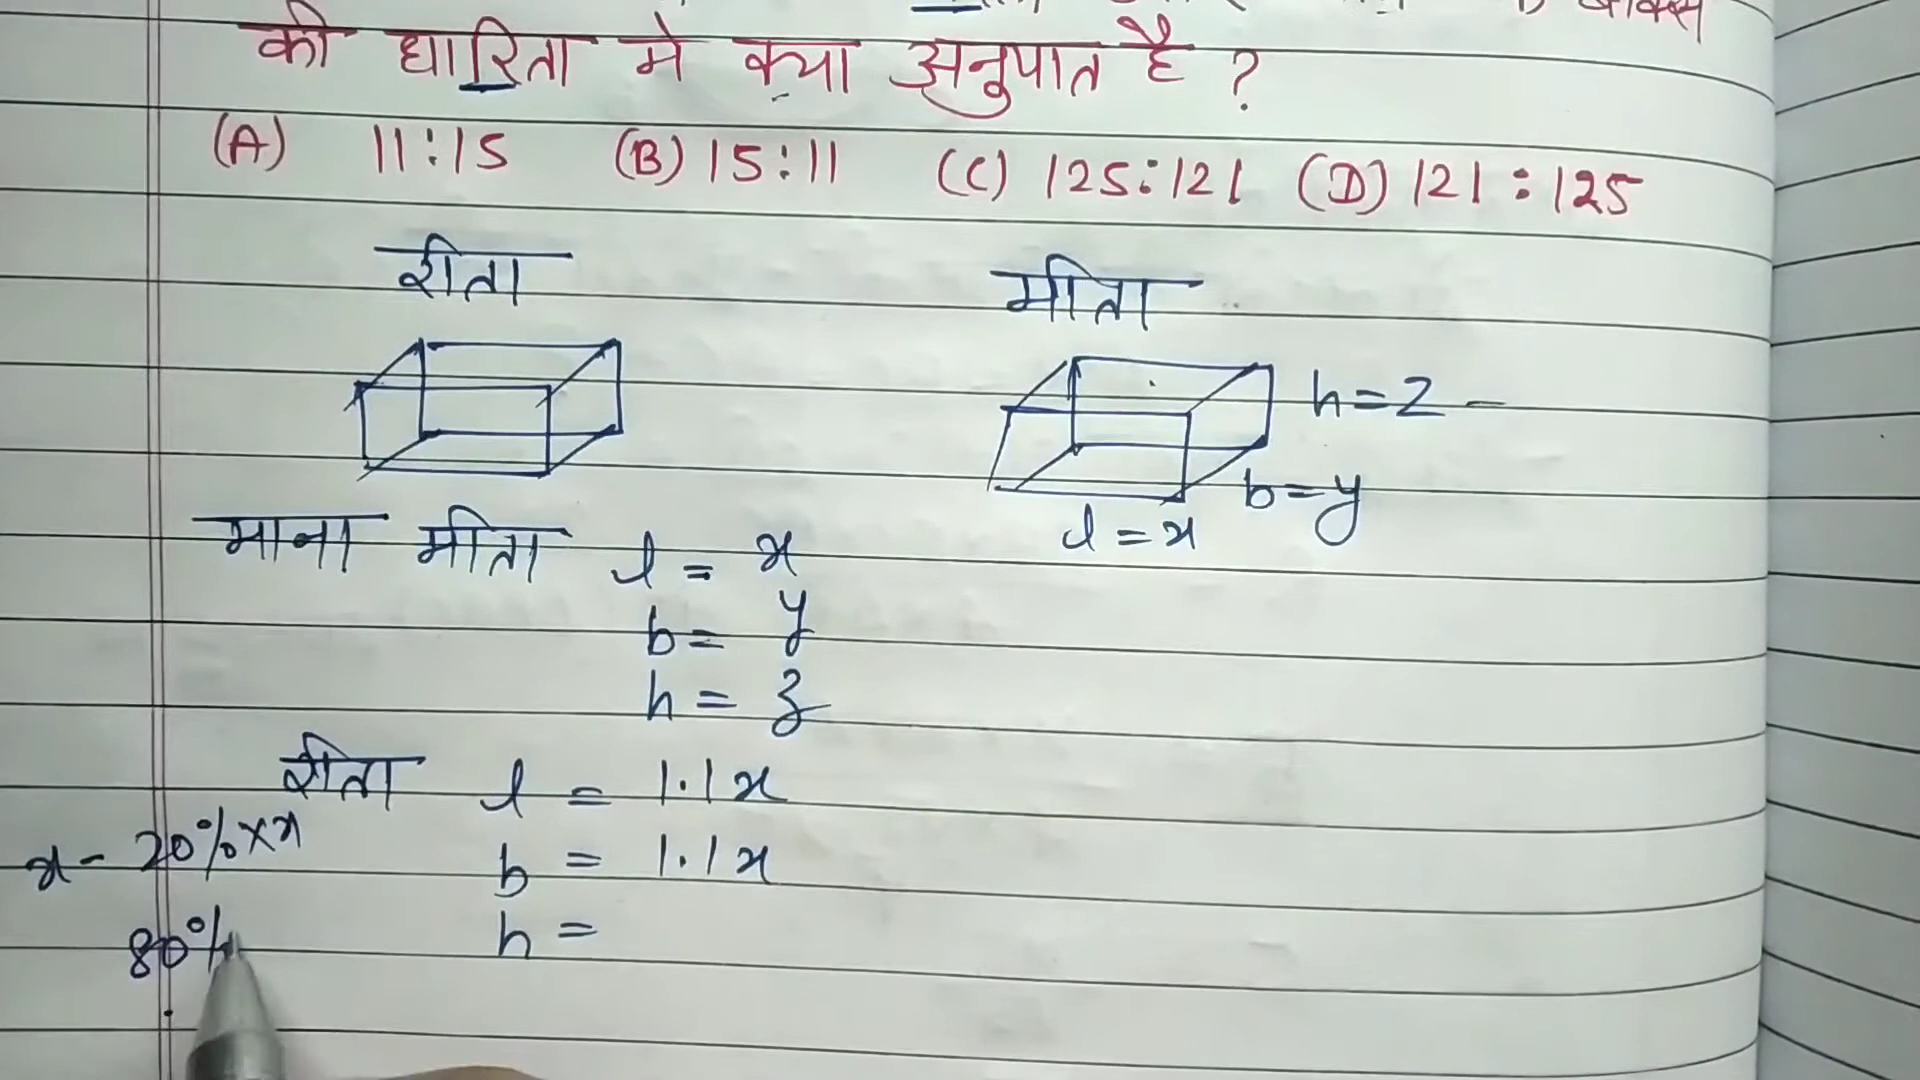 बाक्स
की धारिता मे क्या अनुपात है ?
(A) 11:15 (B) 15:11 (C) 125:121 (D) 121:125
रीता मीता
h=Z
b=y
l=x
माना मीता l = x
b= y
h = z
रीता l = 1.1x
x- 20%×x
b = 1.1x
80%
h =